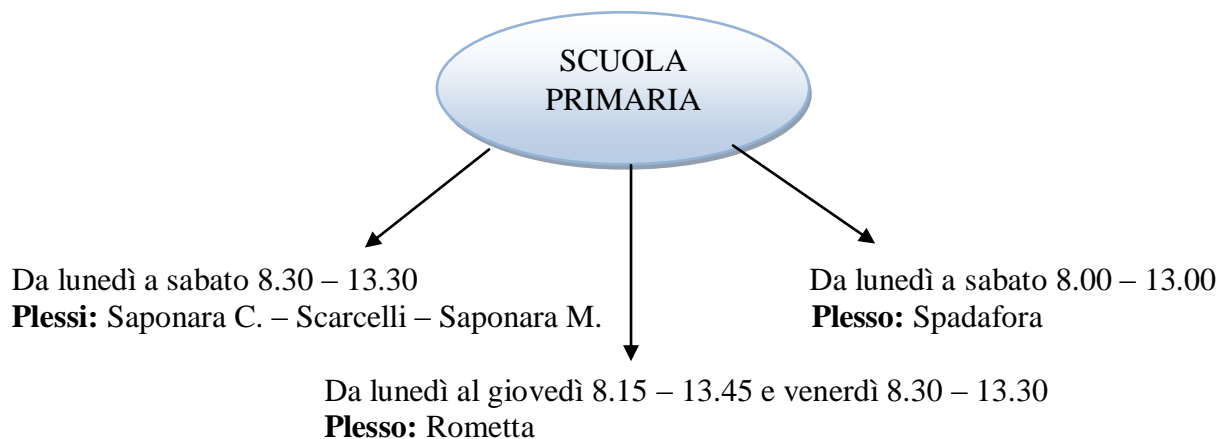 SCUOLA
PRIMARIA
Da lunedì a sabato 8.30 – 13.30
Plessi: Saponara C. – Scarcelli – Saponara M.
Da lunedì a sabato 8.00 – 13.00
Plesso: Spadafora
Da lunedì al giovedì 8.15 – 13.45 e venerdì 8.30 – 13.30
Plesso: Rometta